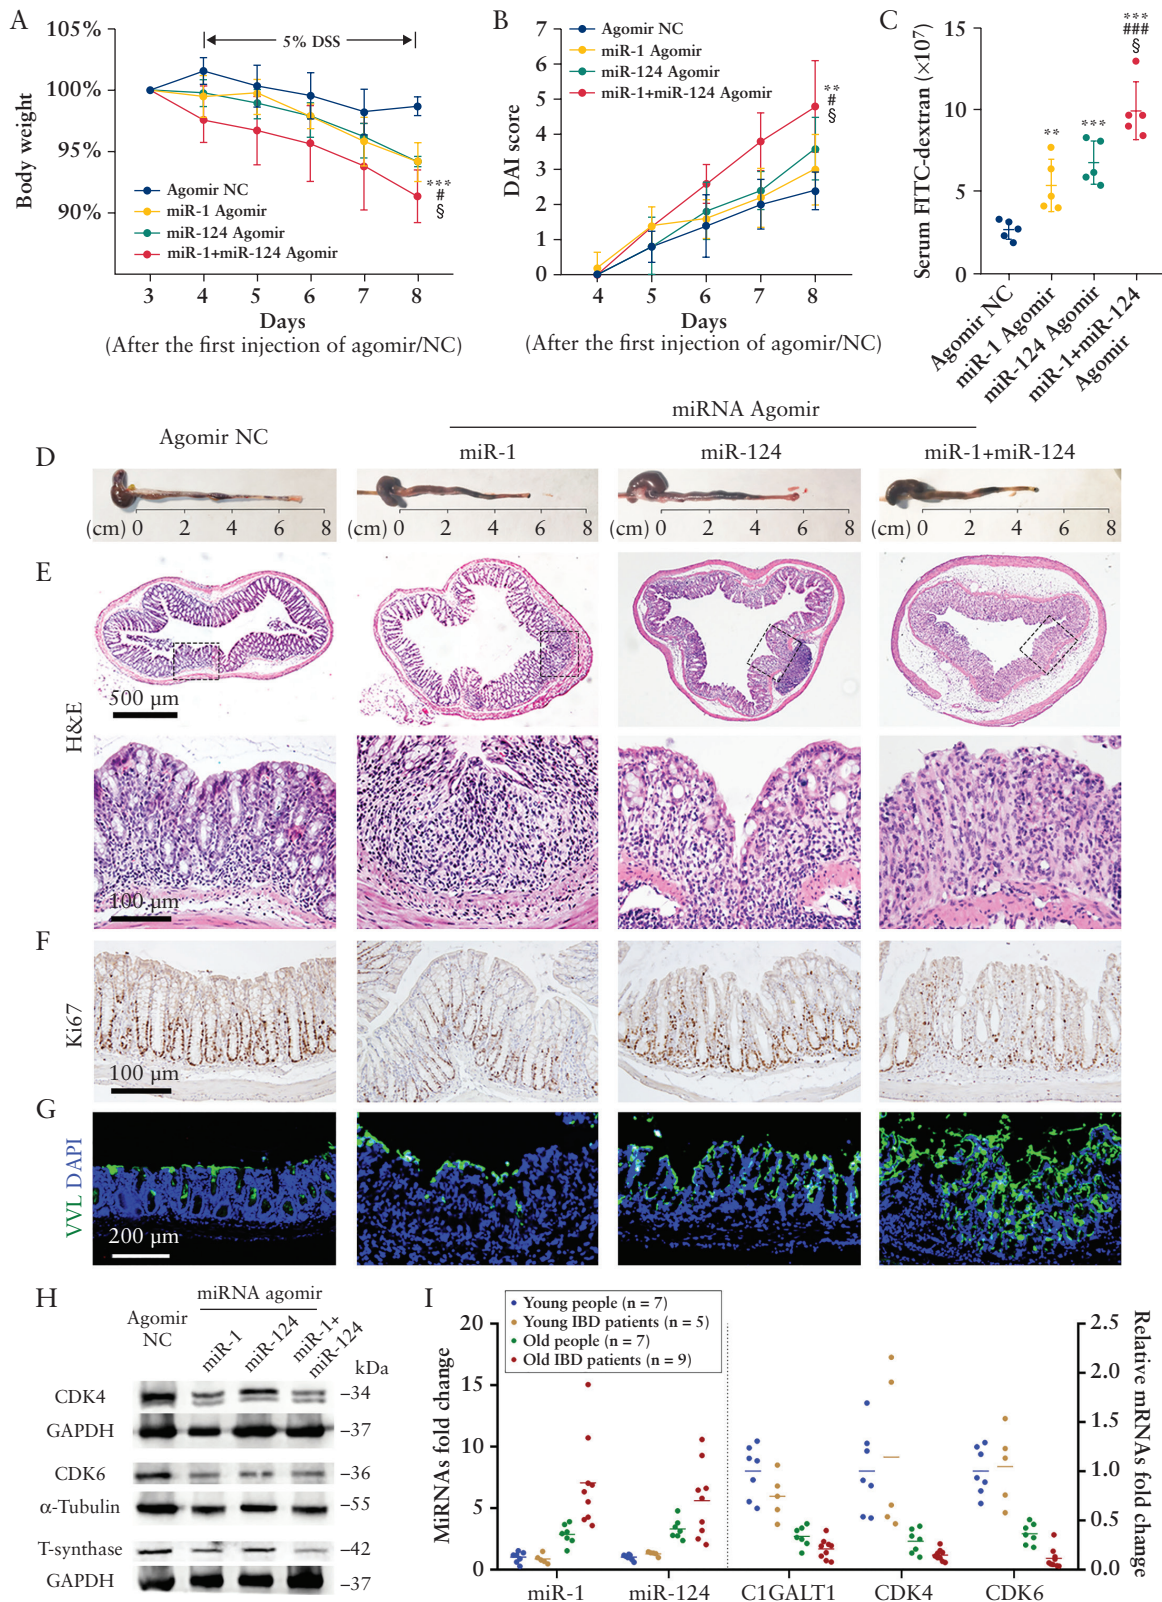 A
105%
100%
95%
90%
Body weight
5% DSS
Agomir NC
miR-1 Agomir
miR-124 Agomir
miR-1+miR-124 Agomir
***
#
§
3 4 5 6 7 8
Days
(After the first injection of agomir/NC)
B
7
6
5
4
3
2
1
0
DAI score
Agomir NC
miR-1 Agomir
miR-124 Agomir
miR-1+miR-124 Agomir
**
#
§
4 5 6 7 8
Days
(After the first injection of agomir/NC)
C
15
10
5
0
Serum FITC-dextran (×107)
**
***
***
###
§
Agomir NC
miR-1 Agomir
miR-124 Agomir
miR-1+miR-124
Agomir
miRNA Agomir
Agomir NC
miR-1
miR-124
miR-1+miR-124
D
(cm) 0 2 4 6 8
(cm) 0 2 4 6 8
(cm) 0 2 4 6 8
(cm) 0 2 4 6 8
E
H&E
500 µm
100 µm
F
Ki67
100 µm
G
VVL DAPI
200 µm
H
miRNA agomir
Agomir
NC
miR-1
miR-124
miR-1+
miR-124
kDa
CDK4
–34
GAPDH
–37
CDK6
–36
α-Tubulin
–55
T-synthase
–42
GAPDH
–37
I
Young people (n = 7)
Young IBD patients (n = 5)
Old people (n = 7)
Old IBD patients (n = 9)
20
15
10
5
0
MiRNAs fold change
2.5
2.0
1.5
1.0
0.5
0.0
Relative mRNAs fold change
miR-1
miR-124
C1GALT1
CDK4
CDK6